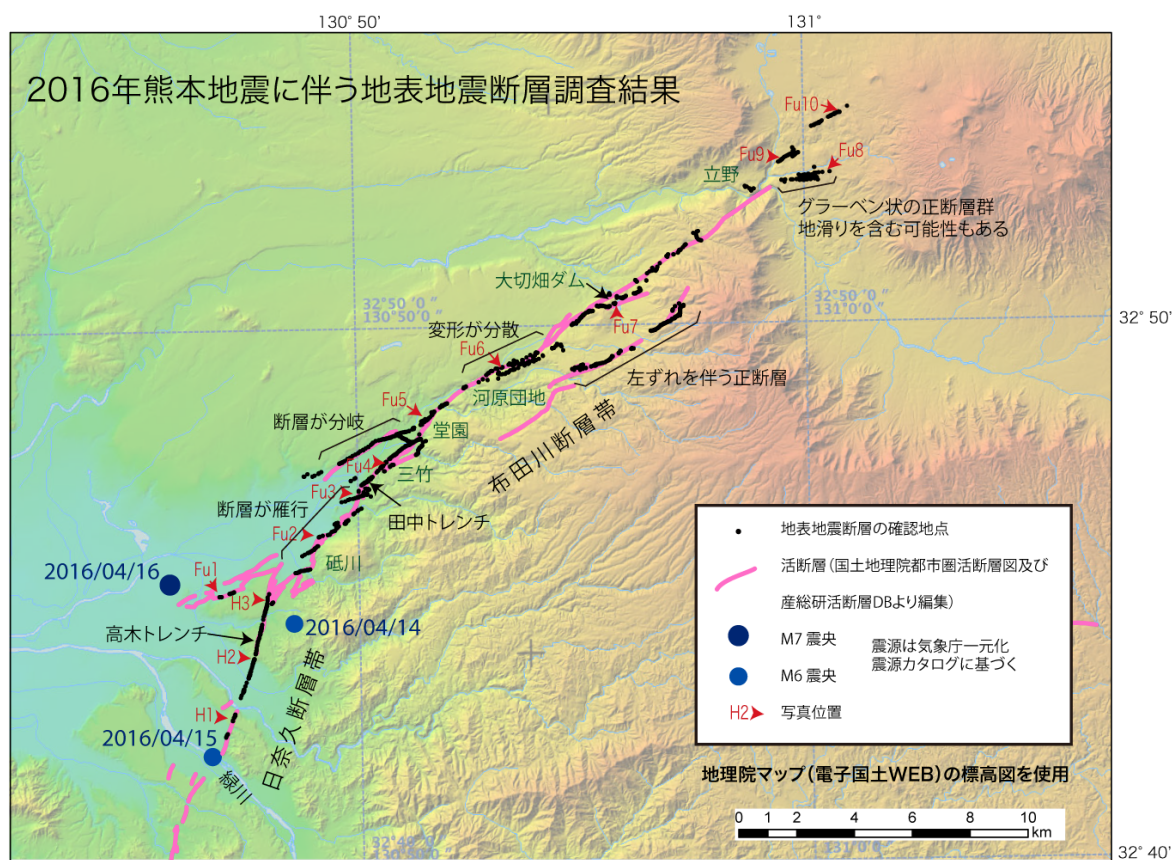 130° 50'
131°
2016年熊本地震に伴う地表地震断層調査結果
Fu10
Fu9
Fu8
立野
グラーベン状の正断層群
地滑りを含む可能性もある
大切畑ダム
32°50 '0 "
130°50'0 "
32°50 '0 "
131°0 '0 "
32° 50'
変形が分散
Fu7
Fu6
左ずれを伴う正断層
河原団地
Fu5
断層が分岐
堂園
布田川断層帯
Fu4
三竹
Fu3
断層が雁行
田中トレンチ
Fu2
砥川
2016/04/16
Fu1
H3
2016/04/14
高木トレンチ
H2
日奈久断層帯
H1
2016/04/15
緑川
地表地震断層の確認地点
活断層(国土地理院都市圏活断層図及び
産総研活断層DBより編集)
M7 震央
震源は気象庁一元化
震源カタログに基づく
M6 震央
H2
写真位置
地理院マップ(電子国土WEB)の標高図を使用
0 1 2 4 6 8 10
km
32° 40'